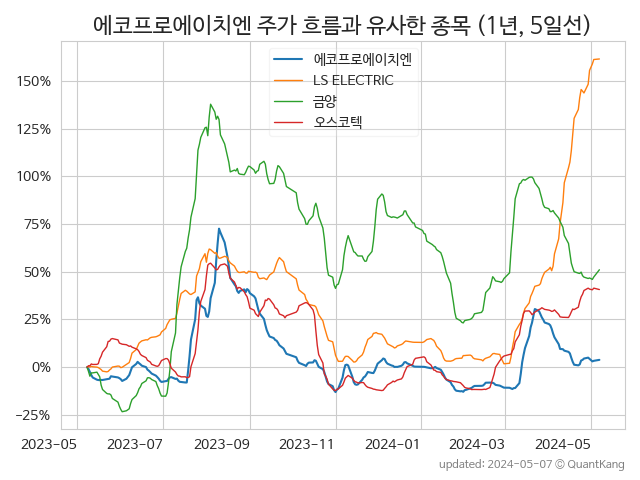 에코프로에이치엔 주가 흐름과 유사한 종목 (1년, 5일선)
에코프로에이치엔
LS ELECTRIC
금양
오스코텍
150%
125%
100%
75%
50%
25%
0%
−25%
2023-05 2023-07 2023-09 2023-11 2024-01 2024-03 2024-05
updated: 2024-05-07 © QuantKang